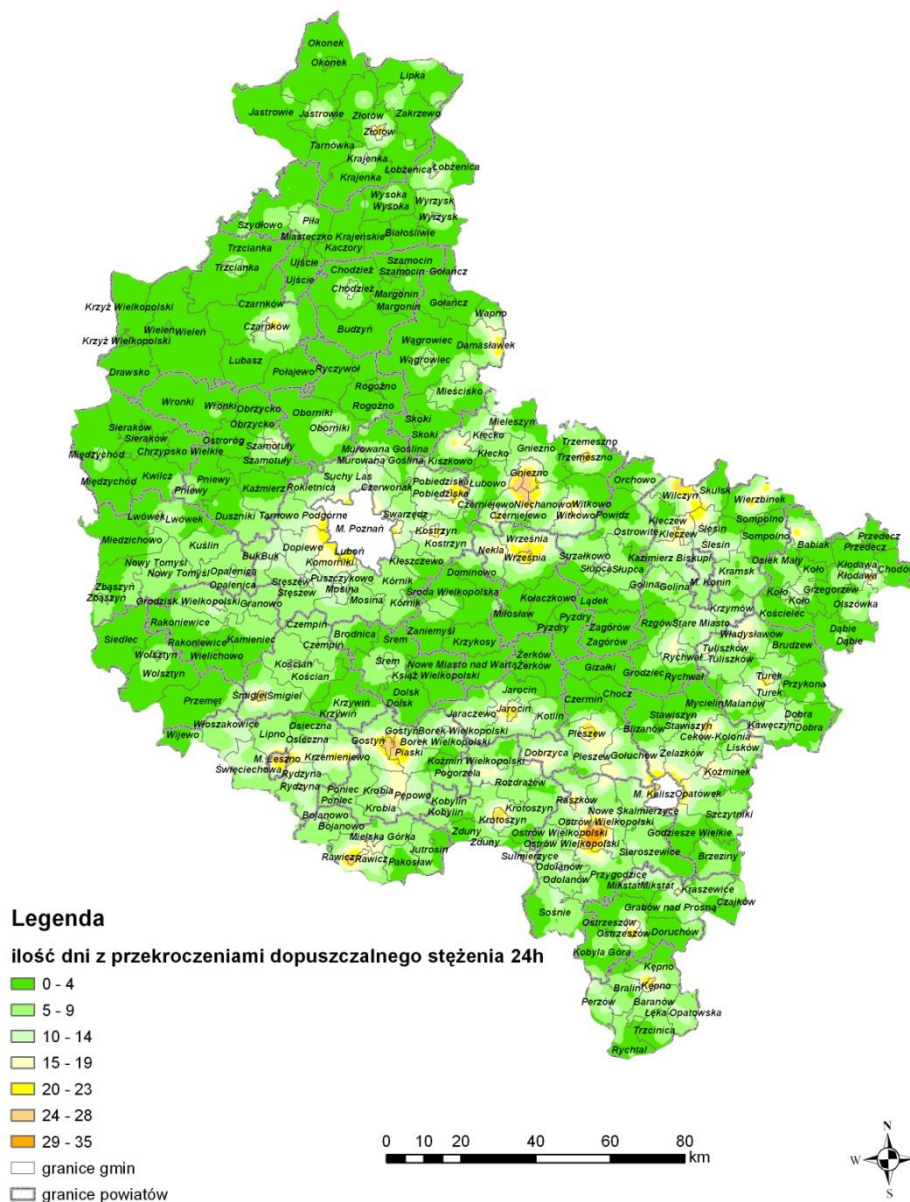 Okonek
Okonek
Lipka
Jastrowie
Jastrowie
Złotów
Zakrzewo
Złotów
Tarnówka
Krajenka
Krajenka
Łobżenica
Łobżenica
Wysoka
Wysoka
Wyrzysk
Wyrzysk
Szydłowo
Piła
Miasteczko Krajeńskie
Białośliwie
Kaczory
Trzcianka
Trzcianka
Ujście
Ujście
Chodzież
Chodzież
Szamocin
Szamocin
Gołańcz
Gołańcz
Margonin
Margonin
Krzyż Wielkopolski
Krzyż Wielkopolski
Czarnków
Czarnków
Wieleń
Wieleń
Budzyń
Wapno
Damasławek
Drawsko
Lubasz
Połajewo
Ryczywół
Wągrowiec
Wągrowiec
Rogoźno
Rogoźno
Mieścisko
Wronki
Wronki
Obrzycko
Obrzycko
Oborniki
Oborniki
Skoki
Skoki
Sieraków
Sieraków
Ostroróg
Chrzypsko Wielkie
Szamotuły
Szamotuły
Międzychód
Międzychód
Murowana Goślina
Murowana Goślina
Kiszkowo
Kłecko
Kłecko
Mieleszyn
Gniezno
Gniezno
Trzemeszno
Trzemeszno
Kwilcz
Pniewy
Pniewy
Kaźmierz
Rokietnica
Suchy Las
Czerwonak
Pobiedziska
Pobiedziska
Łubowo
Orchowo
Wilczyn
Skulsk
Wierzbinek
Lwówek
Lwówek
Duszniki
Tarnowo Podgórne
M. Poznań
Swarzędz
Kostrzyn
Kostrzyn
Czerniejewo
Czerniejewo
Niechanowo
Witkowo
Witkowo
Powidz
Kleczew
Kleczew
Ślesin
Ślesin
Sompolno
Sompolno
Miedzichowo
Kuślin
Buk
Buk
Dopiewo
Luboń
Komorniki
Nekla
Września
Września
Strzałkowo
Ostrowite
Kazimierz Biskupi
Babiak
Przedecz
Przedecz
Osiek Mały
Nowy Tomyśl
Nowy Tomyśl
Opalenica
Opalenica
Stęszew
Stęszew
Puszczykowo
Mosina
Mosina
Kórnik
Kórnik
Kleszczewo
Dominowo
Środa Wielkopolska
Słupca
Słupca
Golina
Golina
M. Konin
Kramsk
Koło
Koło
Kłodawa
Kłodawa
Chodów
Grzegorzew
Olszówka
Zbąszyń
Zbąszyń
Grodzisk Wielkopolski
Granowo
Kołaczkowo
Lądek
Krzymów
Kościelec
Dąbie
Dąbie
Siedlec
Rakoniewice
Rakoniewice
Kamieniec
Czempiń
Czempiń
Brodnica
Śrem
Śrem
Zaniemyśl
Krzykosy
Miłosław
Pyzdry
Pyzdry
Zagórów
Zagórów
Rzgów
Stare Miasto
Władysławów
Wolsztyn
Wolsztyn
Wielichowo
Kościan
Kościan
Nowe Miasto nad Wartą
Żerków
Żerków
Gizałki
Grodziec
Rychwał
Rychwał
Tuliszków
Tuliszków
Brudzew
Turek
Turek
Przykona
Książ Wielkopolski
Dolsk
Dolsk
Przemęt
Śmigiel
Śmigiel
Krzywiń
Krzywiń
Jaraczewo
Jarocin
Jarocin
Kotlin
Czermin
Chocz
Mycielin
Malanów
Stawiszyn
Stawiszyn
Kawęczyn
Dobra
Dobra
Wijewo
Włoszakowice
Lipno
Osieczna
Osieczna
Gostyń
Gostyń
Piaski
Borek Wielkopolski
Borek Wielkopolski
Pleszew
Pleszew
Blizanów
Ceków-Kolonia
Lisków
Żelazków
Koźminek
M. Leszno
Święciechowa
Rydzyna
Rydzyna
Krzemieniewo
Koźmin Wielkopolski
Pogorzela
Dobrzyca
Gołuchów
Poniec
Poniec
Krobia
Krobia
Pępowo
Kobylin
Kobylin
Rozdrażew
Krotoszyn
Krotoszyn
Raszków
M. Kalisz
Opatówek
Szczytniki
Bojanowo
Bojanowo
Miejska Górka
Nowe Skalmierzyce
Ostrów Wielkopolski
Ostrów Wielkopolski
Ostrów Wielkopolski
Godziesze Wielkie
Rawicz
Rawicz
Pakosław
Jutrosin
Zduny
Zduny
Sulmierzyce
Sieroszewice
Brzeziny
Odolanów
Odolanów
Przygodzice
Mikstat
Mikstat
Kraszewice
Czajków
Sośnie
Grabów nad Prosną
Ostrzeszów
Ostrzeszów
Doruchów
Kobyla Góra
Kępno
Kępno
Bralin
Perzów
Baranów
Łęka Opatowska
Trzcinica
Rychtal
Legenda
ilość dni z przekroczeniami dopuszczalnego stężenia 24h
0 - 4
5 - 9
10 - 14
15 - 19
20 - 23
24 - 28
29 - 35
granice gmin
granice powiatów
0 10 20 40 60 80
km
N
W
E
S